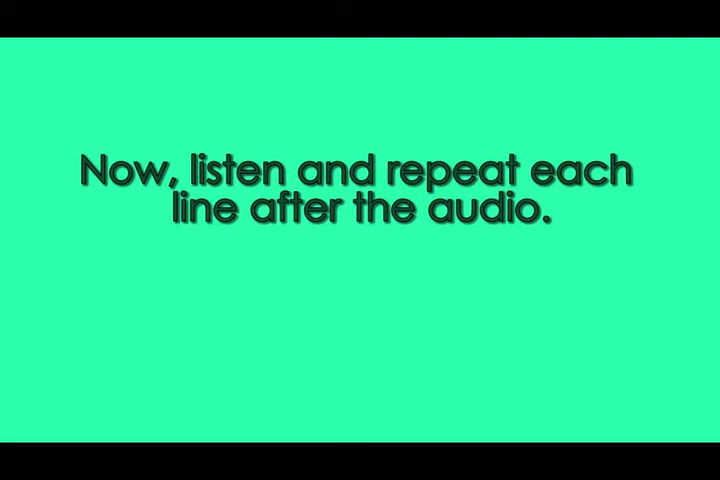 Now, listen and repeat each
line after the audio.